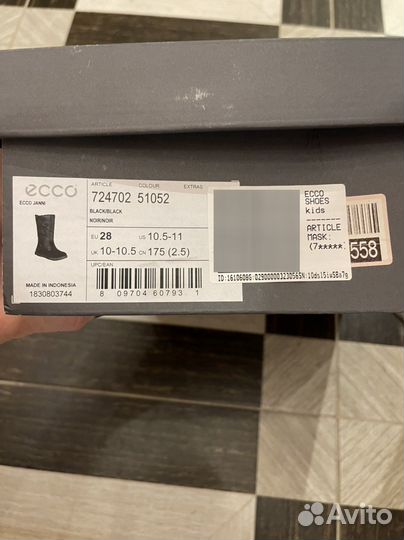 ecco
ECCO JANNI
MADE IN INDONESIA
1830803744
ARTICLE COLOUR EXTRAS
724702 51052
BLACK/BLACK
NOIR/NOIR
EU 28 US 10.5-11
UK 10-10.5 CN 175 (2.5)
UPC/EAN
8 09704 60793 1
ECCO
SHOES
kids
ARTICLE
MASK:
(7*****
558
Avito